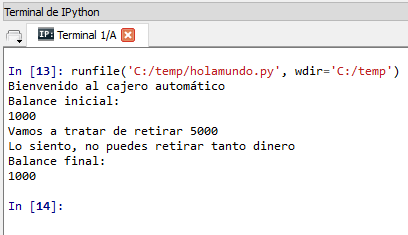 Terminal de IPython
IP: Terminal 1/A
In [13]: runfile('C:/temp/holamundo.py', wdir='C:/temp')
Bienvenido al cajero automático
Balance inicial:
1000
Vamos a tratar de retirar 5000
Lo siento, no puedes retirar tanto dinero
Balance final:
1000
In [14]: